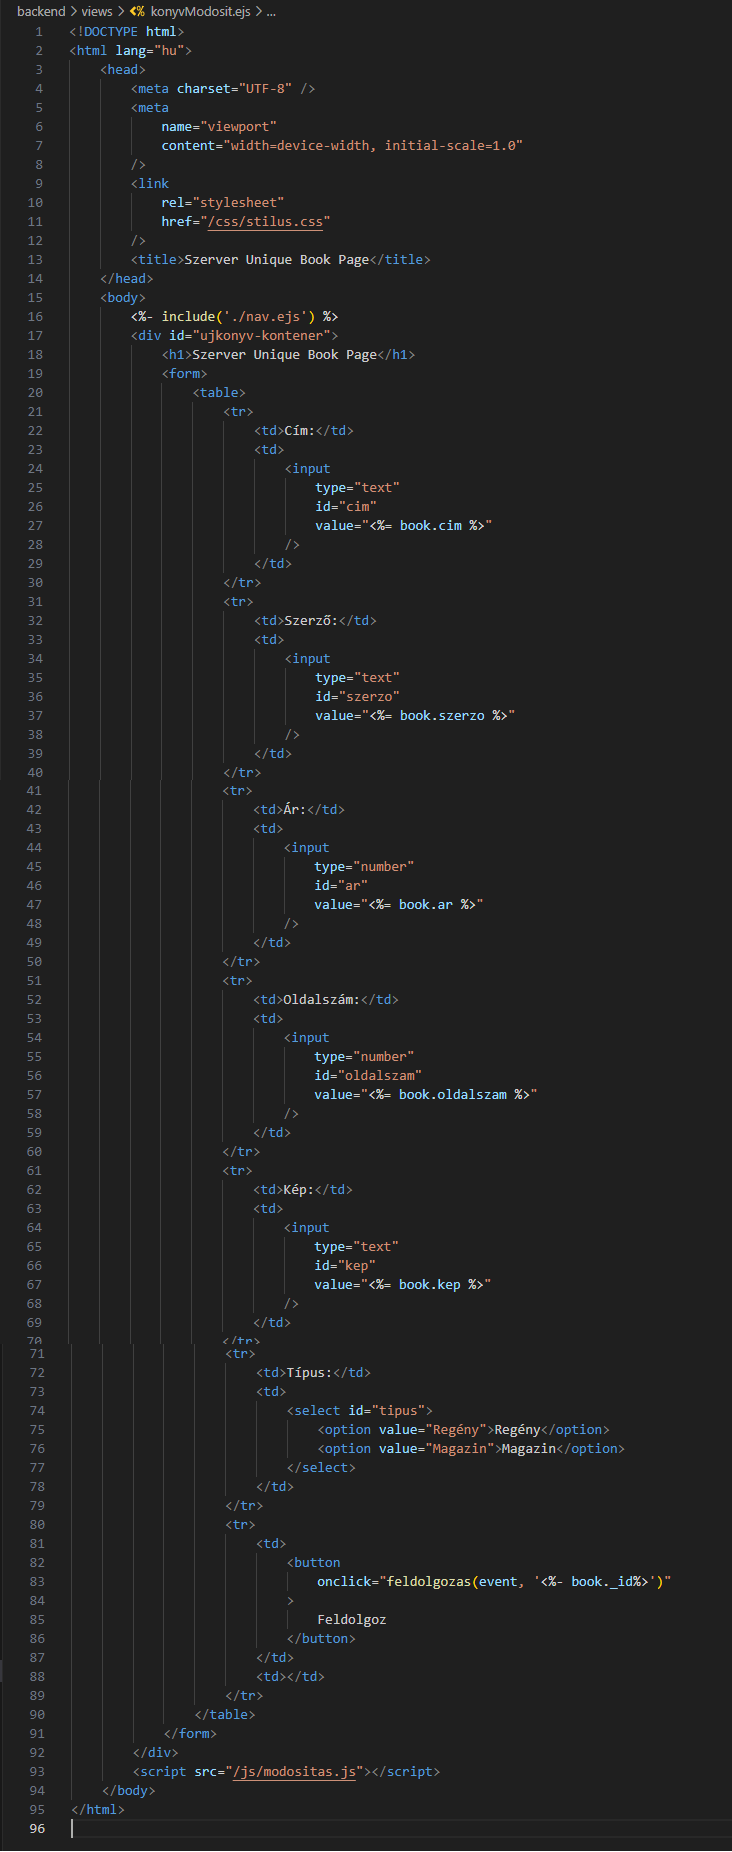 backend > views > <% konyvModosit.ejs > ...
1 <!DOCTYPE html>
2 <html lang="hu">
3     <head>
4         <meta charset="UTF-8" />
5         <meta
6             name="viewport"
7             content="width=device-width, initial-scale=1.0"
8         />
9         <link
10             rel="stylesheet"
11             href="/css/stilus.css"
12         />
13         <title>Szerver Unique Book Page</title>
14     </head>
15     <body>
16         <%- include('./nav.ejs') %>
17         <div id="ujkonyv-kontener">
18             <h1>Szerver Unique Book Page</h1>
19             <form>
20                 <table>
21                     <tr>
22                         <td>Cím:</td>
23                         <td>
24                             <input
25                                 type="text"
26                                 id="cim"
27                                 value="<%= book.cim %>"
28                             />
29                         </td>
30                     </tr>
31                     <tr>
32                         <td>Szerző:</td>
33                         <td>
34                             <input
35                                 type="text"
36                                 id="szerzo"
37                                 value="<%= book.szerzo %>"
38                             />
39                         </td>
40                     </tr>
41                     <tr>
42                         <td>Ár:</td>
43                         <td>
44                             <input
45                                 type="number"
46                                 id="ar"
47                                 value="<%= book.ar %>"
48                             />
49                         </td>
50                     </tr>
51                     <tr>
52                         <td>Oldalszám:</td>
53                         <td>
54                             <input
55                                 type="number"
56                                 id="oldalszam"
57                                 value="<%= book.oldalszam %>"
58                             />
59                         </td>
60                     </tr>
61                     <tr>
62                         <td>Kép:</td>
63                         <td>
64                             <input
65                                 type="text"
66                                 id="kep"
67                                 value="<%= book.kep %>"
68                             />
69                         </td>
70                     </tr>
71                     <tr>
72                         <td>Típus:</td>
73                         <td>
74                             <select id="tipus">
75                                 <option value="Regény">Regény</option>
76                                 <option value="Magazin">Magazin</option>
77                             </select>
78                         </td>
79                     </tr>
80                     <tr>
81                         <td>
82                             <button
83                                 onclick="feldolgozas(event, '<%- book._id%>')"
84                             >
85                                 Feldolgoz
86                             </button>
87                         </td>
88                         <td></td>
89                     </tr>
90                 </table>
91             </form>
92         </div>
93         <script src="/js/modositas.js"></script>
94     </body>
95 </html>
96